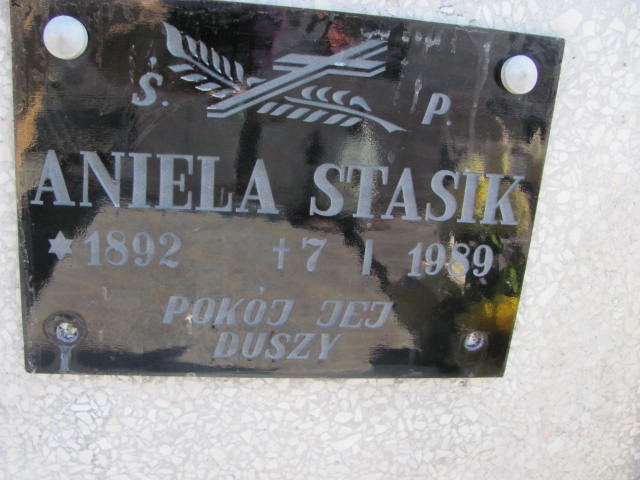 Ś. P.
ANIELA STASIK
* 1892 † 7 I 1989
POKÓJ JEJ
DUSZY